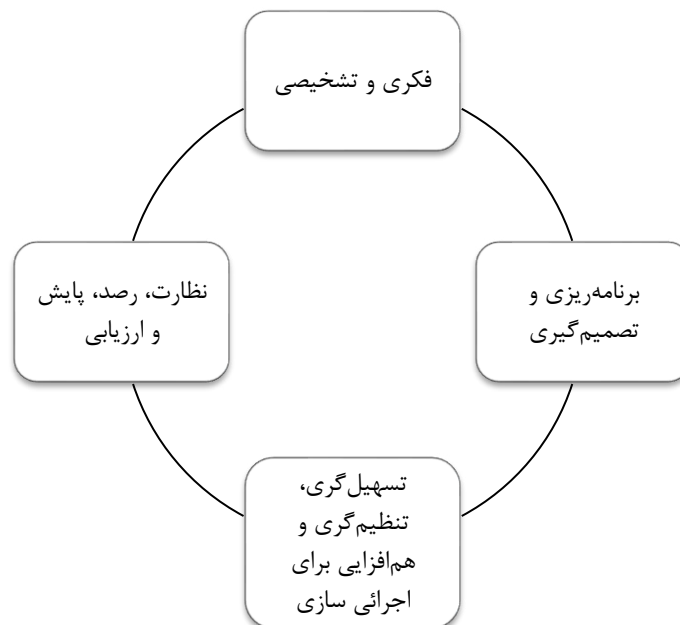 فکری و تشخیصی
برنامه‌ریزی و
تصمیم‌گیری
تسهیل‌گری،
تنظیم‌گری و
هم‌افزایی برای
اجرائی سازی
نظارت، رصد، پایش
و ارزیابی